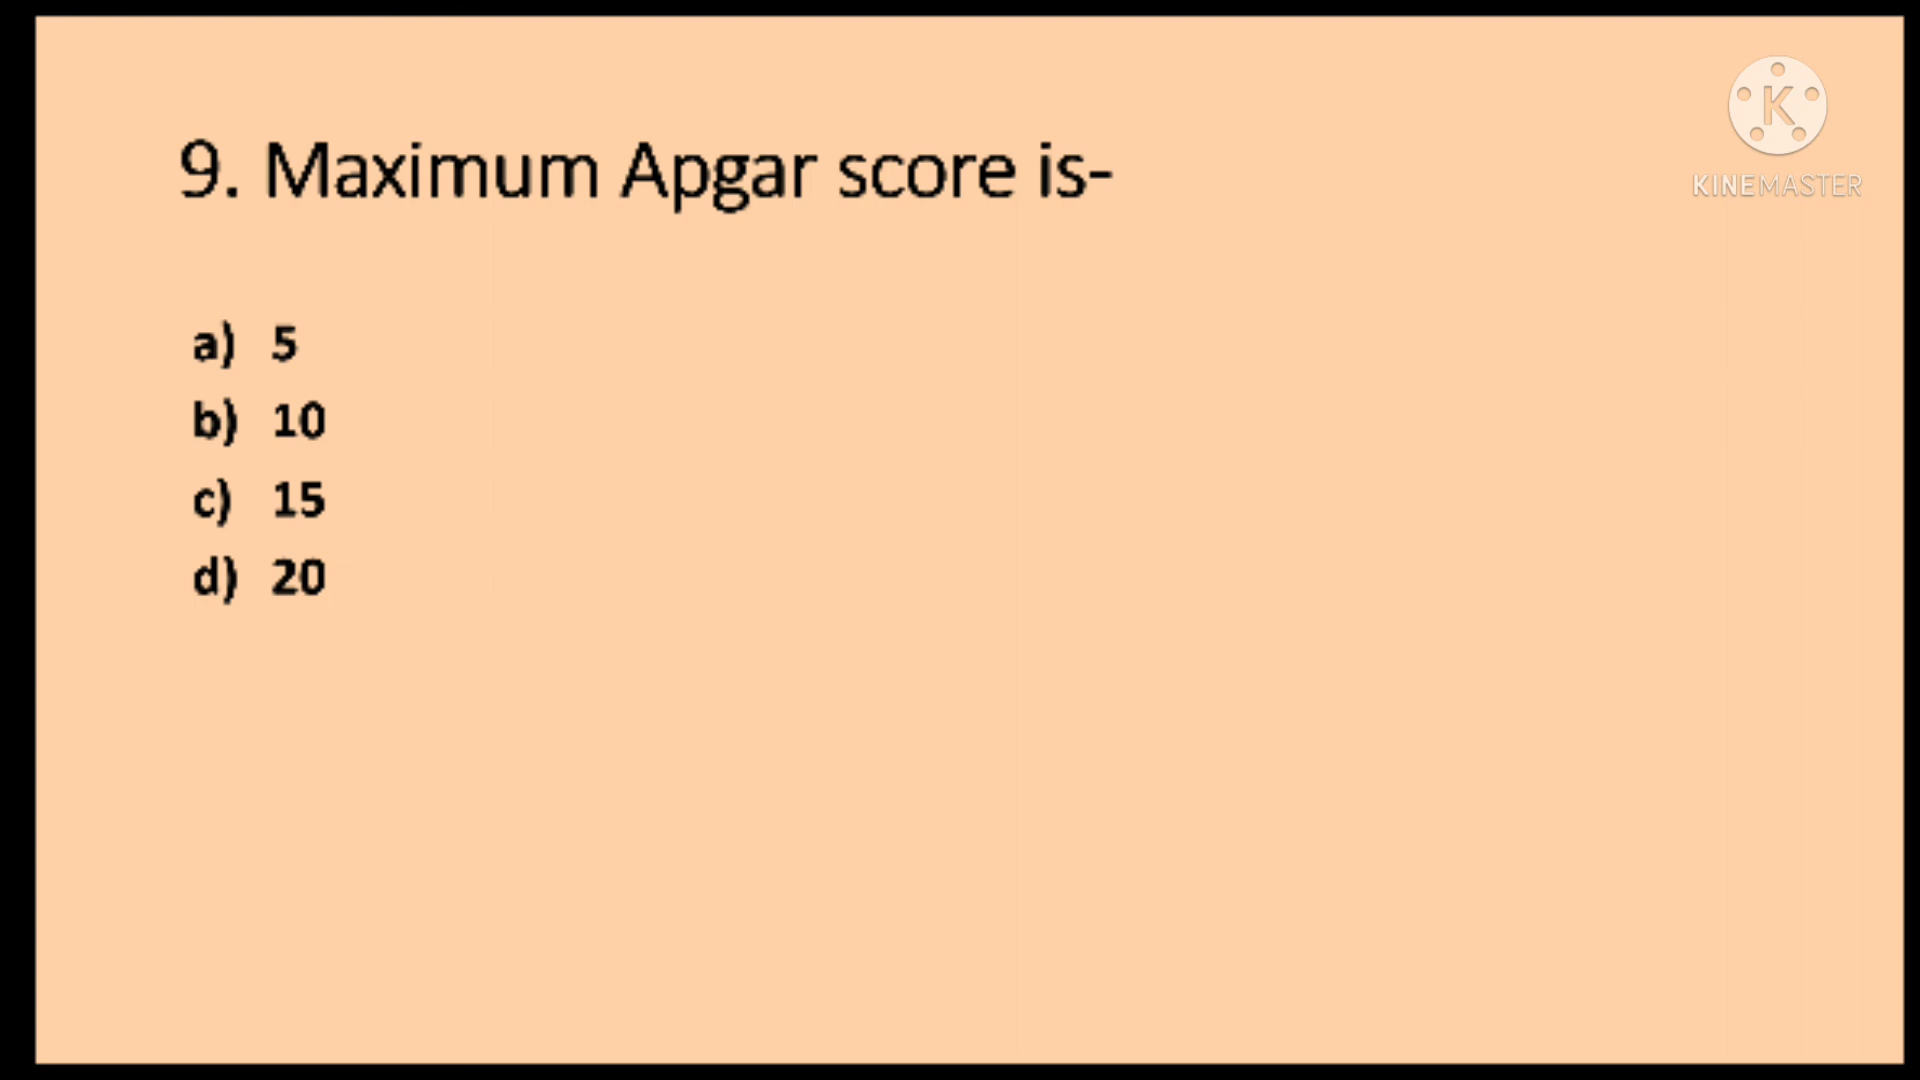 9. Maximum Apgar score is-
a) 5
b) 10
c) 15
d) 20
K
KINEMASTER